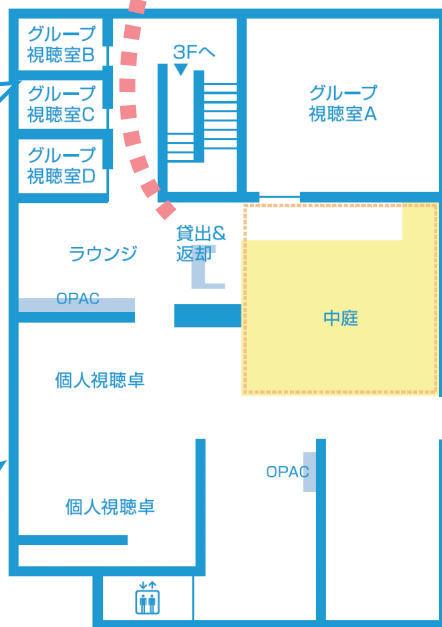 グループ
視聴室B
3Fへ
グループ
視聴室C
グループ
視聴室A
グループ
視聴室D
貸出&
返却
ラウンジ
OPAC
中庭
個人視聴卓
OPAC
個人視聴卓